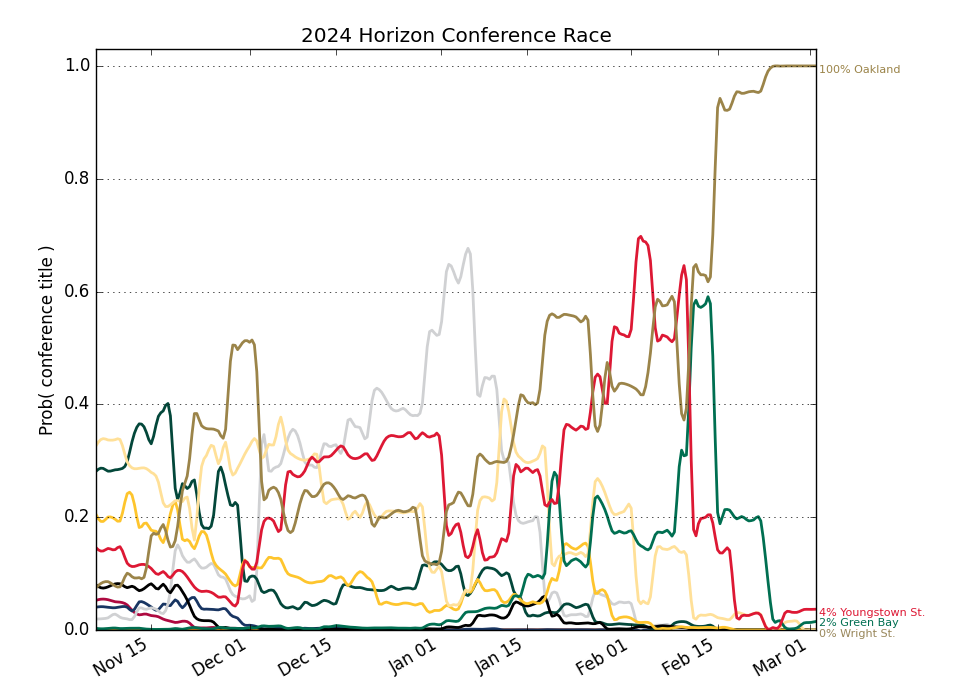 2024 Horizon Conference Race
Prob( conference title )
1.0
0.8
0.6
0.4
0.2
0.0
100% Oakland
4% Youngstown St.
2% Green Bay
0% Wright St.
Nov 15
Dec 01
Dec 15
Jan 01
Jan 15
Feb 01
Feb 15
Mar 01